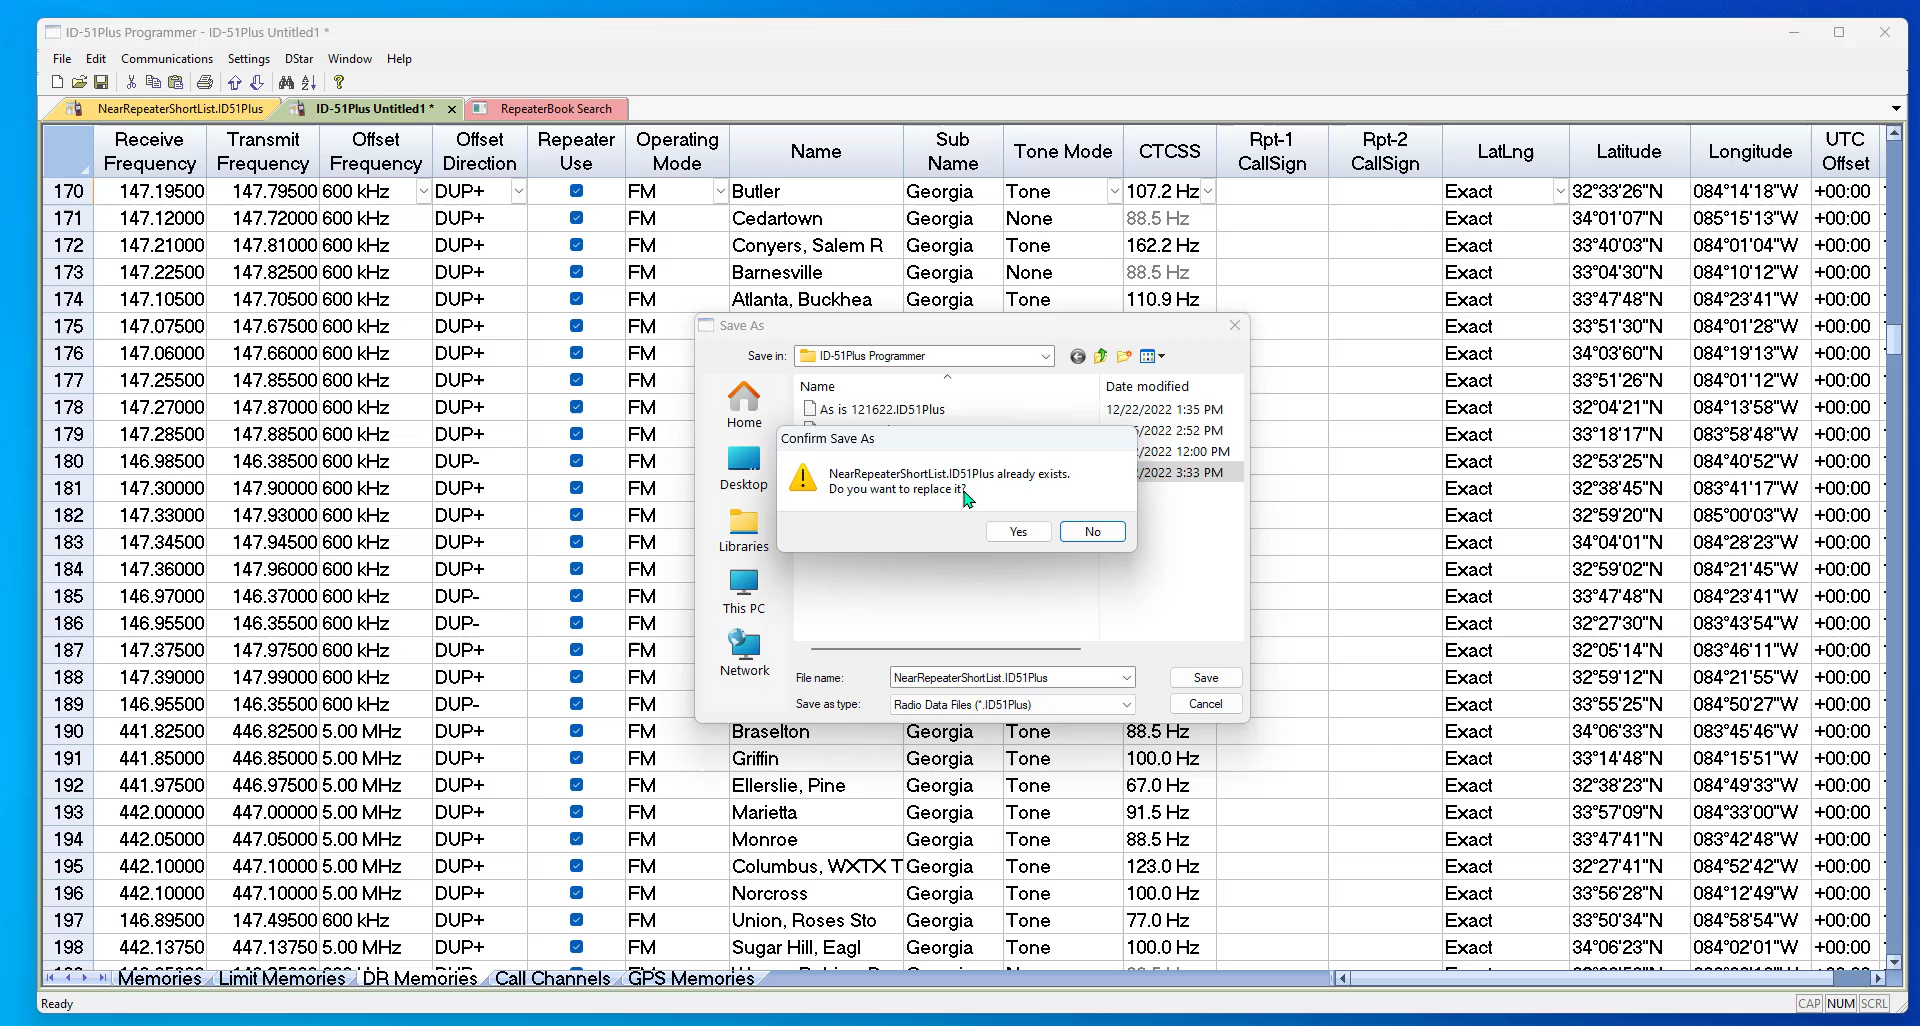 ID-51Plus Programmer - ID-51Plus Untitled1 *
File Edit Communications Settings DStar Window Help
NearRepeaterShortList.ID51Plus ID-51Plus Untitled1 * RepeaterBook Search
Receive Frequency Transmit Frequency Offset Frequency Offset Direction Repeater Use Operating Mode Name Sub Name Tone Mode CTCSS Rpt-1 CallSign Rpt-2 CallSign LatLng Latitude Longitude UTC Offset
170 147.19500 147.79500 600 kHz DUP+ FM Butler Georgia Tone 107.2 Hz Exact 32°33'26"N 084°14'18"W +00:00
171 147.12000 147.72000 600 kHz DUP+ FM Cedartown Georgia None 88.5 Hz Exact 34°01'07"N 085°15'13"W +00:00
172 147.21000 147.81000 600 kHz DUP+ FM Conyers, Salem R Georgia Tone 162.2 Hz Exact 33°40'03"N 084°01'04"W +00:00
173 147.22500 147.82500 600 kHz DUP+ FM Barnesville Georgia None 88.5 Hz Exact 33°04'30"N 084°10'12"W +00:00
174 147.10500 147.70500 600 kHz DUP+ FM Atlanta, Buckhea Georgia Tone 110.9 Hz Exact 33°47'48"N 084°23'41"W +00:00
175 147.07500 147.67500 600 kHz DUP+ FM Exact 33°51'30"N 084°01'28"W +00:00
176 147.06000 147.66000 600 kHz DUP+ FM Exact 34°03'60"N 084°19'13"W +00:00
177 147.25500 147.85500 600 kHz DUP+ FM Exact 33°51'26"N 084°01'12"W +00:00
178 147.27000 147.87000 600 kHz DUP+ FM Exact 32°04'21"N 084°13'58"W +00:00
179 147.28500 147.88500 600 kHz DUP+ FM Exact 33°18'17"N 083°58'48"W +00:00
180 146.98500 146.38500 600 kHz DUP- FM Exact 32°53'25"N 084°40'52"W +00:00
181 147.30000 147.90000 600 kHz DUP+ FM Exact 32°38'45"N 083°41'17"W +00:00
182 147.33000 147.93000 600 kHz DUP+ FM Exact 32°59'20"N 085°00'03"W +00:00
183 147.34500 147.94500 600 kHz DUP+ FM Exact 34°04'01"N 084°28'23"W +00:00
184 147.36000 147.96000 600 kHz DUP+ FM Exact 32°59'02"N 084°21'45"W +00:00
185 146.97000 146.37000 600 kHz DUP- FM Exact 33°47'48"N 084°23'41"W +00:00
186 146.95500 146.35500 600 kHz DUP- FM Exact 32°27'30"N 083°43'54"W +00:00
187 147.37500 147.97500 600 kHz DUP+ FM Exact 32°05'14"N 083°46'11"W +00:00
188 147.39000 147.99000 600 kHz DUP+ FM Exact 32°59'12"N 084°21'55"W +00:00
189 146.95500 146.35500 600 kHz DUP- FM Exact 33°55'25"N 084°50'27"W +00:00
190 441.82500 446.82500 5.00 MHz DUP+ FM Braselton Georgia Tone 88.5 Hz Exact 34°06'33"N 083°45'46"W +00:00
191 441.85000 446.85000 5.00 MHz DUP+ FM Griffin Georgia Tone 100.0 Hz Exact 33°14'48"N 084°15'51"W +00:00
192 441.97500 446.97500 5.00 MHz DUP+ FM Ellerslie, Pine Georgia Tone 67.0 Hz Exact 32°38'23"N 084°49'33"W +00:00
193 442.00000 447.00000 5.00 MHz DUP+ FM Marietta Georgia Tone 91.5 Hz Exact 33°57'09"N 084°33'00"W +00:00
194 442.05000 447.05000 5.00 MHz DUP+ FM Monroe Georgia Tone 88.5 Hz Exact 33°47'41"N 083°42'48"W +00:00
195 442.10000 447.10000 5.00 MHz DUP+ FM Columbus, WXTX T Georgia Tone 123.0 Hz Exact 32°27'41"N 084°52'42"W +00:00
196 442.10000 447.10000 5.00 MHz DUP+ FM Norcross Georgia Tone 100.0 Hz Exact 33°56'28"N 084°12'49"W +00:00
197 146.89500 147.49500 600 kHz DUP+ FM Union, Roses Sto Georgia Tone 77.0 Hz Exact 33°50'34"N 084°58'54"W +00:00
198 442.13750 447.13750 5.00 MHz DUP+ FM Sugar Hill, Eagl Georgia Tone 100.0 Hz Exact 34°06'23"N 084°02'01"W +00:00
Memories Limit Memories DR Memories Call Channels GPS Memories
Ready CAP NUM SCRL
Save As
Save in: ID-51Plus Programmer
Home
Desktop
Libraries
This PC
Network
Name Date modified
As is 121622.ID51Plus 12/22/2022 1:35 PM
/2022 2:52 PM
/2022 12:00 PM
/2022 3:33 PM
File name: NearRepeaterShortList.ID51Plus Save
Save as type: Radio Data Files (*.ID51Plus) Cancel
Confirm Save As
NearRepeaterShortList.ID51Plus already exists.
Do you want to replace it?
Yes No